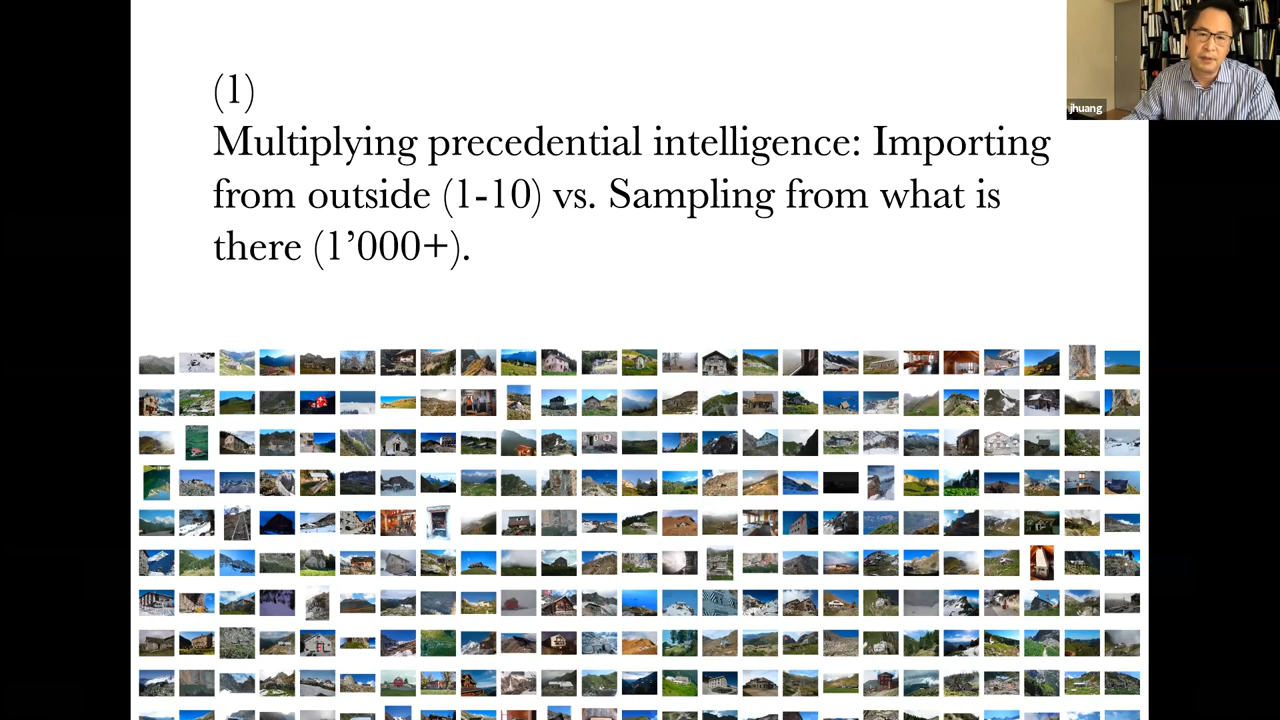 jhuang
(1)
Multiplying precedential intelligence: Importing
from outside (1-10) vs. Sampling from what is
there (1’000+).